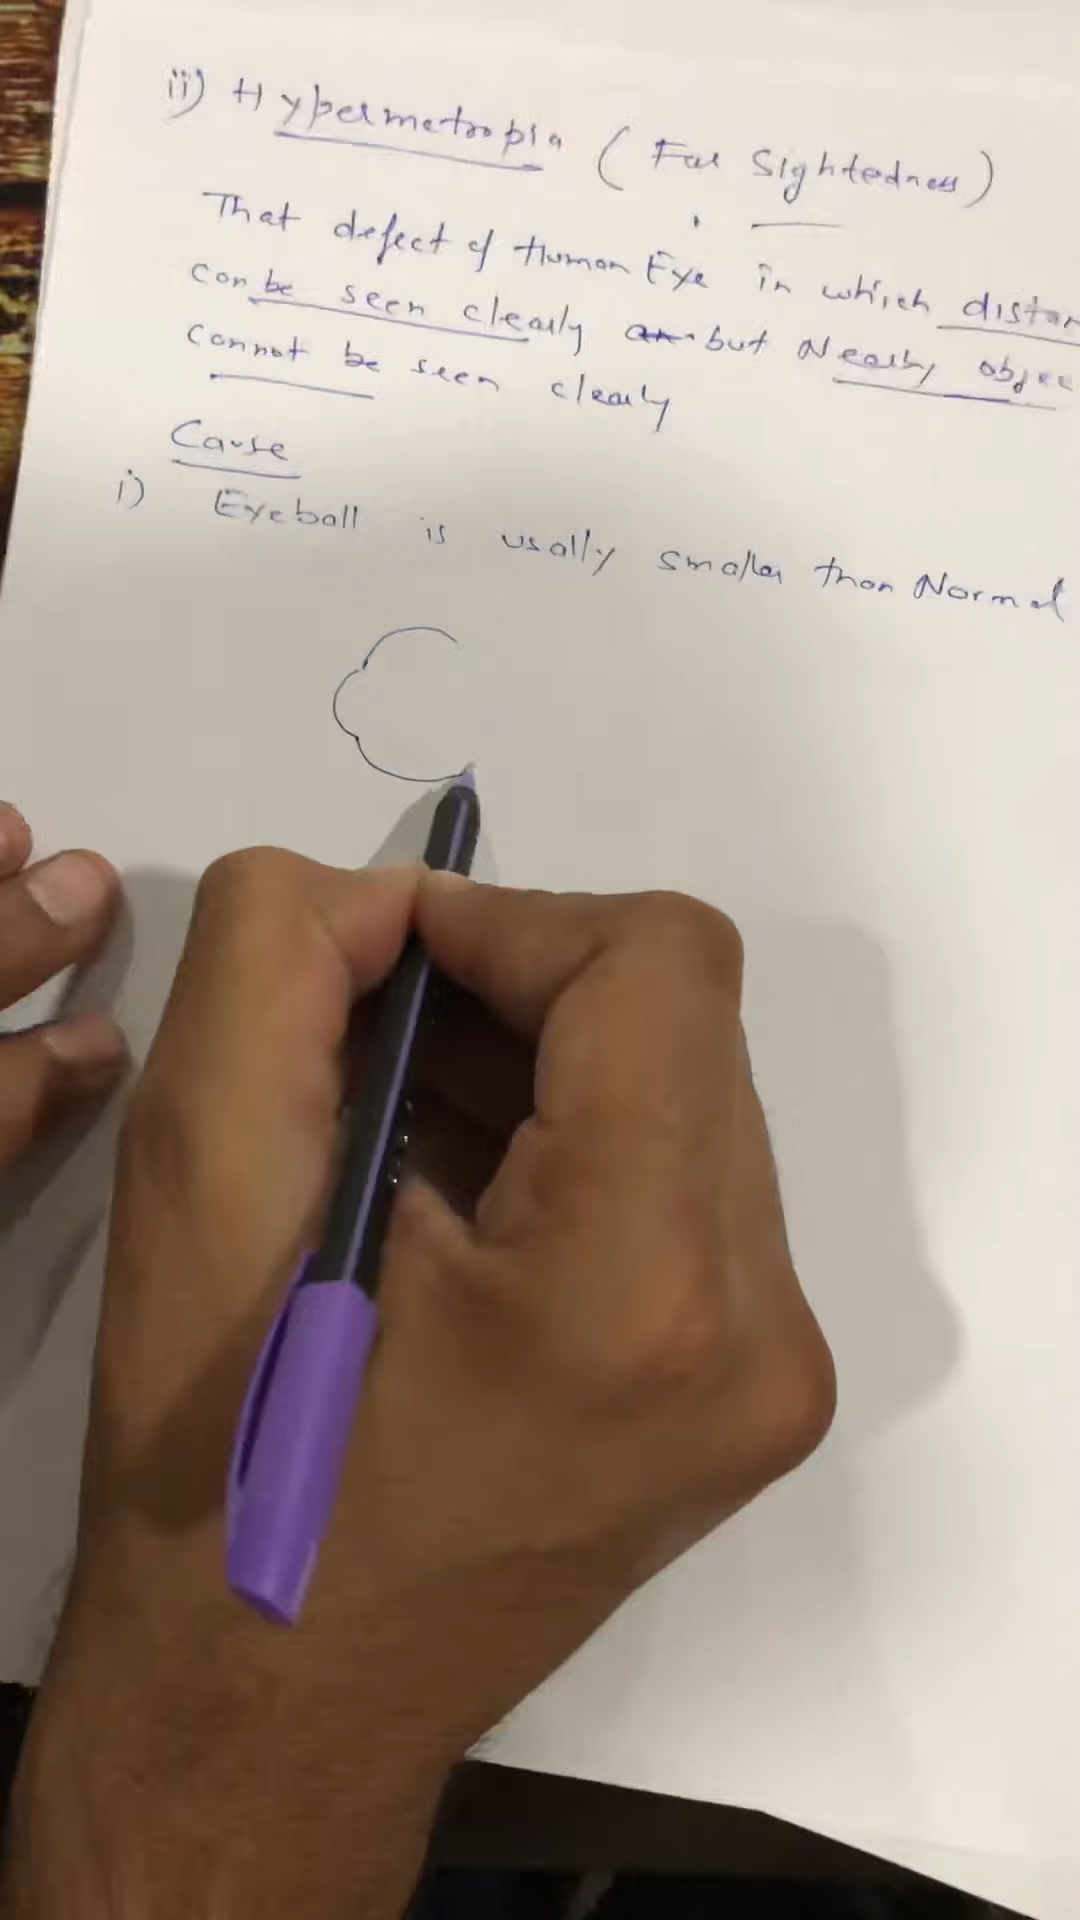 ii) Hypermetropia (Far Sightedness)
That defect of Human Eye in which distan
can be seen clearly but Nearby objec
cannot be seen clearly
Cause
i) Eyeball is usally smaller than Normal